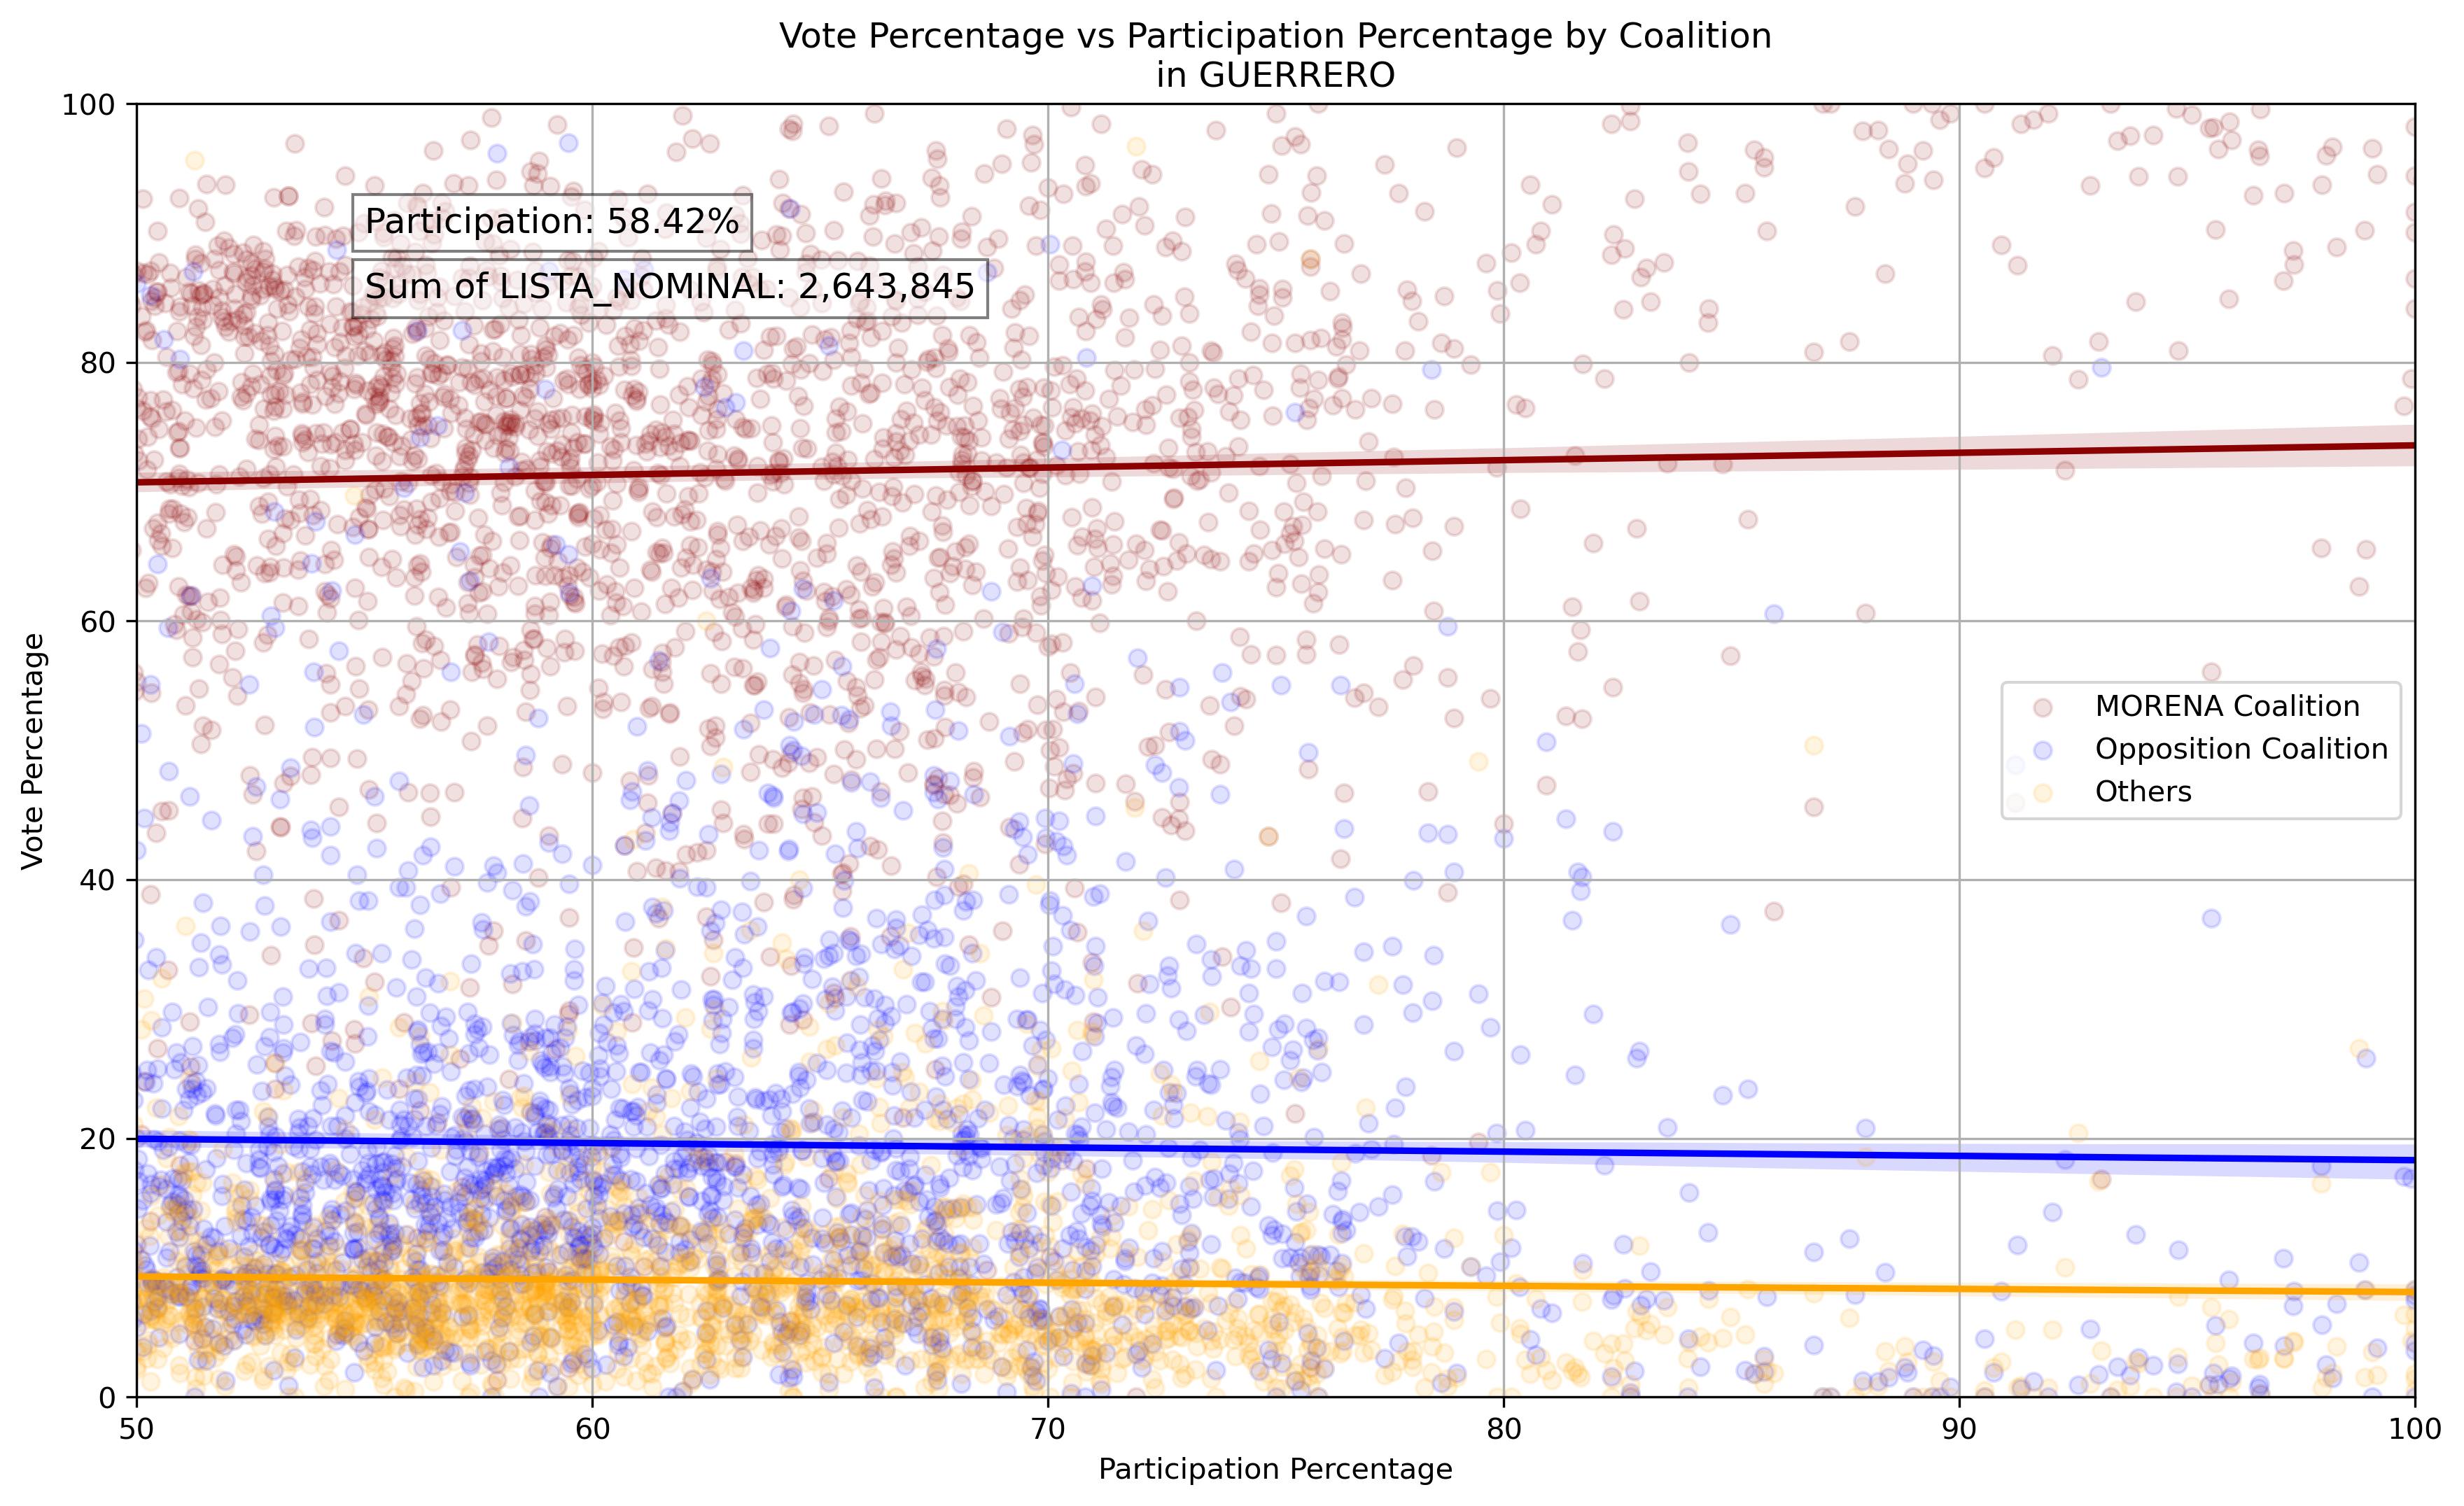 Vote Percentage vs Participation Percentage by Coalition
in GUERRERO
Vote Percentage
100
80
60
40
20
0
Participation: 58.42%
Sum of LISTA_NOMINAL: 2,643,845
MORENA Coalition
Opposition Coalition
Others
50
60
70
80
90
100
Participation Percentage